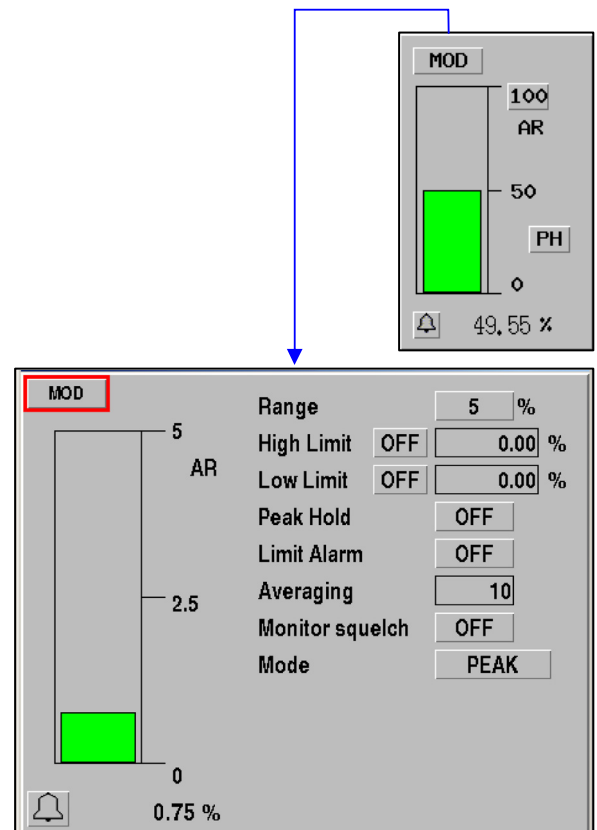 MOD
100
AR
50
PH
0
49.55 %
MOD
5
AR
2.5
0
0.75 %
Range 5 %
High Limit OFF 0.00 %
Low Limit OFF 0.00 %
Peak Hold OFF
Limit Alarm OFF
Averaging 10
Monitor squelch OFF
Mode PEAK